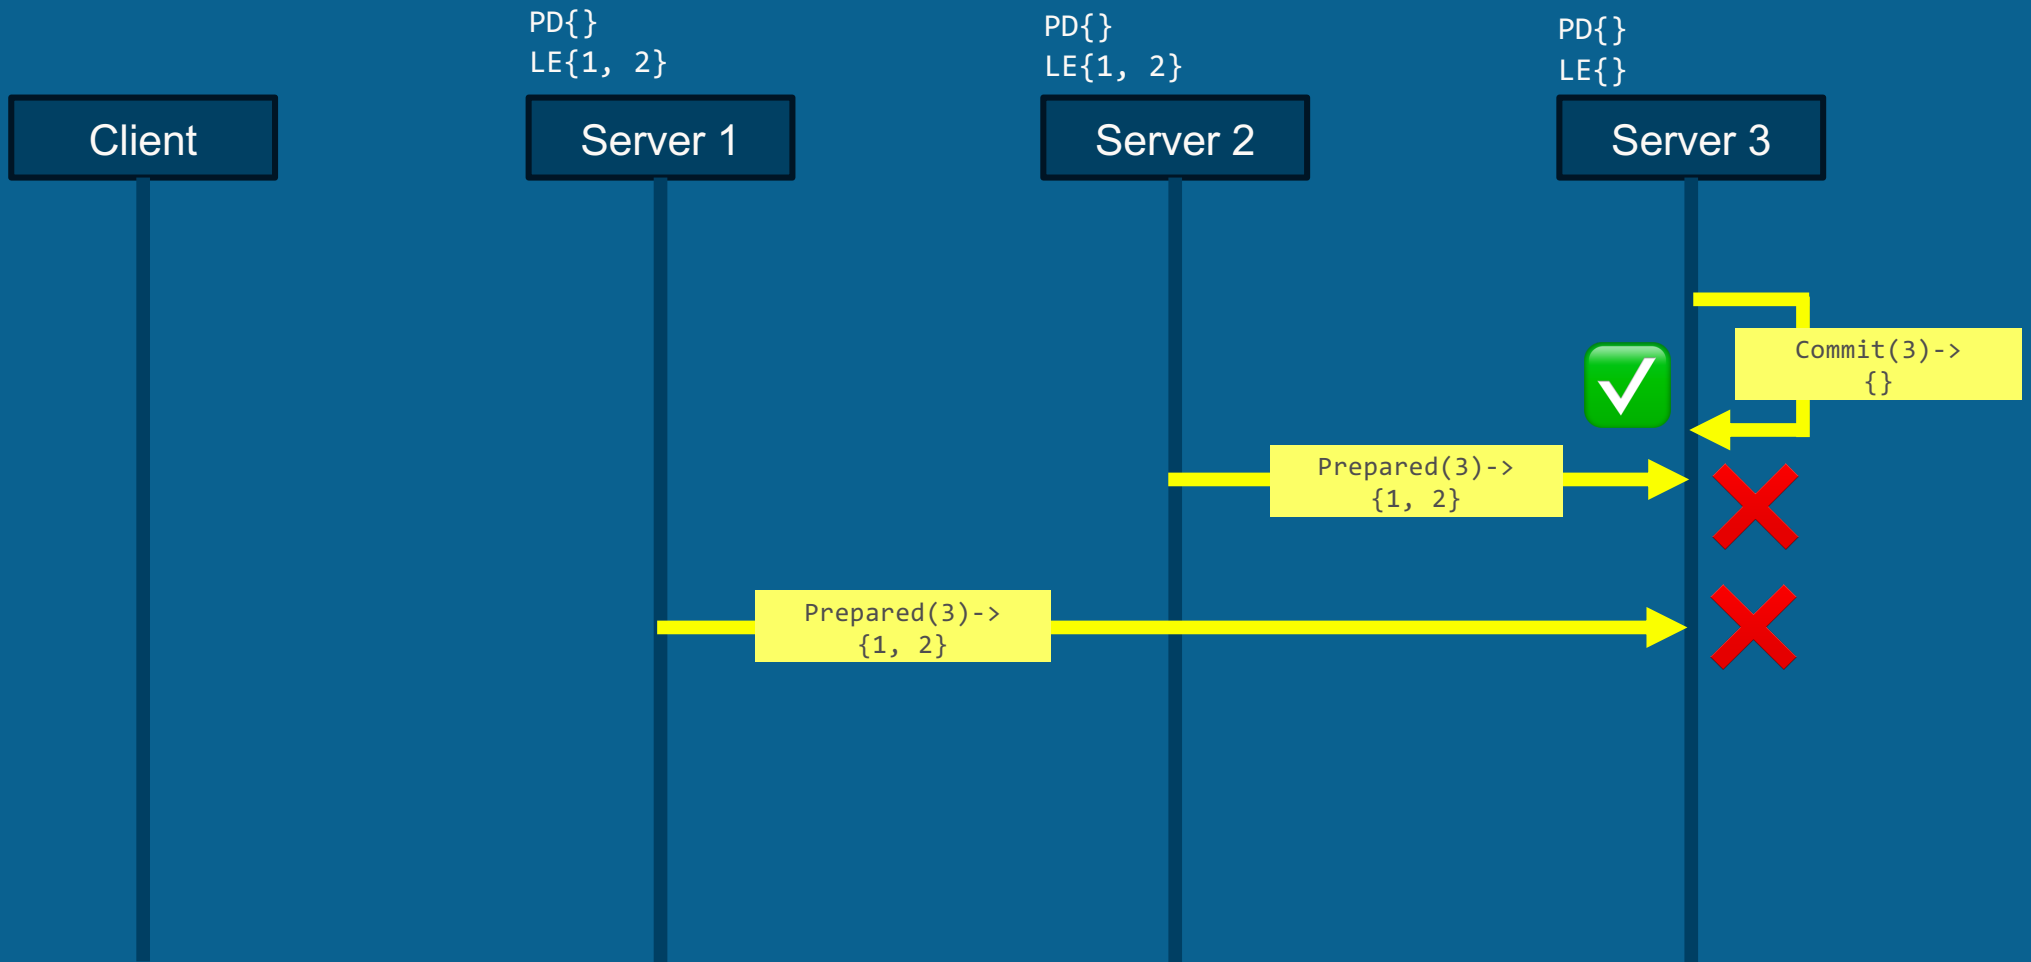 PD{}
LE{1, 2}
PD{}
LE{1, 2}
PD{}
LE{}
Client
Server 1
Server 2
Server 3
Commit(3)->
{}
Prepared(3)->
{1, 2}
Prepared(3)->
{1, 2}